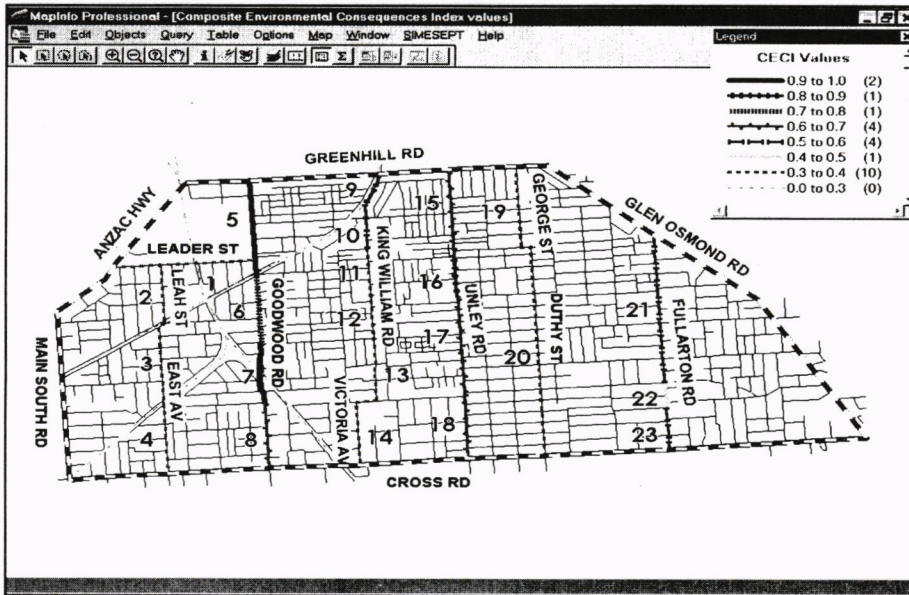 MapInfo Professional - [Composite Environmental Consequences Index values]
File Edit Objects Query Table Options Map Window SIMESEPT Help
Legend
CECI Values
0.9 to 1.0 (2)
0.8 to 0.9 (1)
0.7 to 0.8 (1)
0.6 to 0.7 (4)
0.5 to 0.6 (4)
0.4 to 0.5 (1)
0.3 to 0.4 (10)
0.0 to 0.3 (0)
GREENHILL RD
ANZAC HWY
GLEN OSMOND RD
LEADER ST
MAIN SOUTH RD
LEAH ST
EAST AV
GOODWOOD RD
VICTORIA AV
KING WILLIAM RD
UNLEY RD
GEORGE ST
DUTHY ST
FULLARTON RD
CROSS RD
1
2
3
4
5
6
7
8
9
10
11
12
13
14
15
16
17
18
19
20
21
22
23